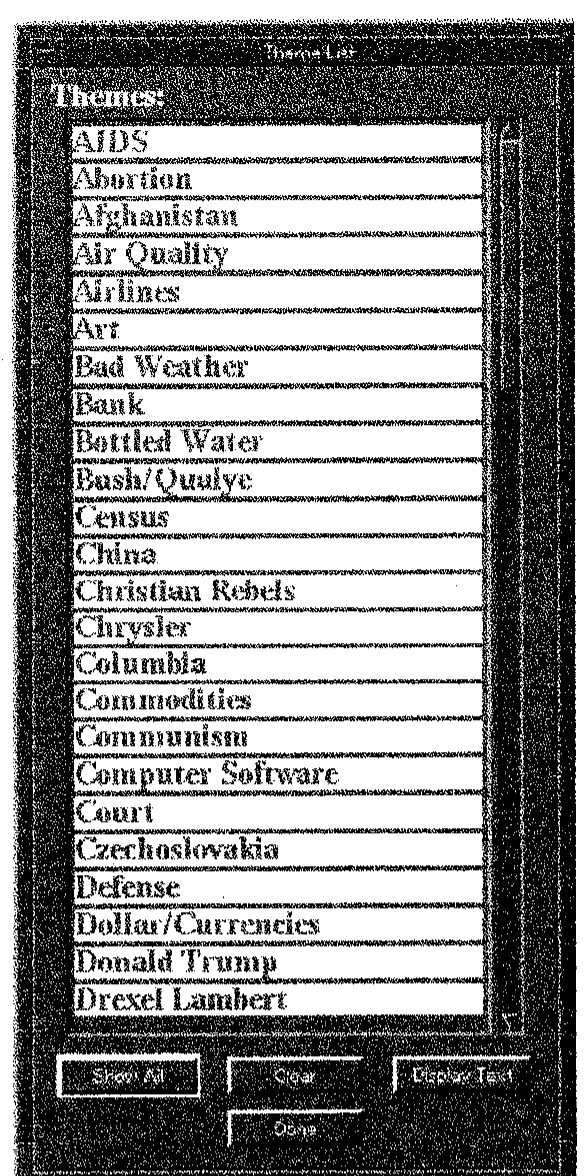 Theme List
Themes:
AIDS
Abortion
Afghanistan
Air Quality
Airlines
Art
Bad Weather
Bank
Bottled Water
Bush/Quulye
Census
China
Christian Rebels
Chrysler
Columbia
Commodities
Communism
Computer Software
Court
Czechoslovakia
Defense
Dollar/Currencies
Donald Trump
Drexel Lambert
Show All Clear Display Text
Done